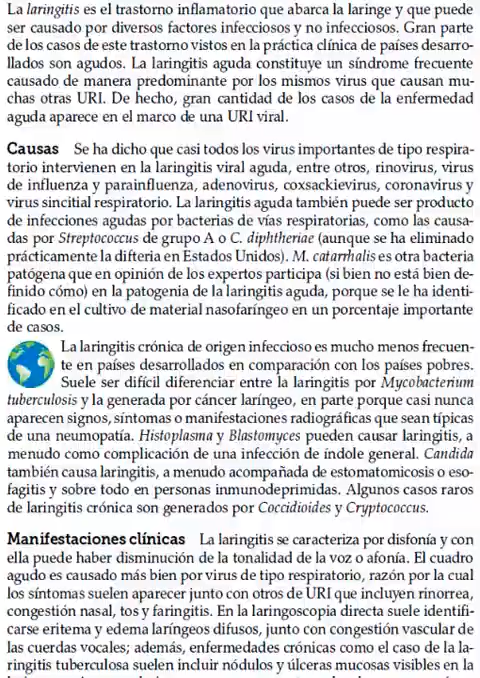 La laringitis es el trastorno inflamatorio que abarca la laringe y que puede
ser causado por diversos factores infecciosos y no infecciosos. Gran parte
de los casos de este trastorno vistos en la práctica clínica de países desarro-
llados son agudos. La laringitis aguda constituye un síndrome frecuente
causado de manera predominante por los mismos virus que causan mu-
chas otras URI. De hecho, gran cantidad de los casos de la enfermedad
aguda aparece en el marco de una URI viral.
Causas Se ha dicho que casi todos los virus importantes de tipo respira-
torio intervienen en la laringitis viral aguda, entre otros, rinovirus, virus
de influenza y parainfluenza, adenovirus, coxsackievirus, coronavirus y
virus sincitial respiratorio. La laringitis aguda también puede ser producto
de infecciones agudas por bacterias de vías respiratorias, como las causa-
das por Streptococcus de grupo A o C. diphtheriae (aunque se ha eliminado
prácticamente la difteria en Estados Unidos). M. catarrhalis es otra bacteria
patógena que en opinión de los expertos participa (si bien no está bien de-
finido cómo) en la patogenia de la laringitis aguda, porque se le ha identi-
ficado en el cultivo de material nasofaríngeo en un porcentaje importante
de casos.
La laringitis crónica de origen infeccioso es mucho menos frecuen-
te en países desarrollados en comparación con los países pobres.
Suele ser difícil diferenciar entre la laringitis por Mycobacterium
tuberculosis y la generada por cáncer laríngeo, en parte porque casi nunca
aparecen signos, síntomas o manifestaciones radiográficas que sean típicas
de una neumopatía. Histoplasma y Blastomyces pueden causar laringitis, a
menudo como complicación de una infección de índole general. Candida
también causa laringitis, a menudo acompañada de estomatomicosis o eso-
fagitis y sobre todo en personas inmunodeprimidas. Algunos casos raros
de laringitis crónica son generados por Coccidioides y Cryptococcus.
Manifestaciones clínicas La laringitis se caracteriza por disfonía y con
ella puede haber disminución de la tonalidad de la voz o afonía. El cuadro
agudo es causado más bien por virus de tipo respiratorio, razón por la cual
los síntomas suelen aparecer junto con otros de URI que incluyen rinorrea,
congestión nasal, tos y faringitis. En la laringoscopia directa suele identifi-
carse eritema y edema laríngeos difusos, junto con congestión vascular de
las cuerdas vocales; además, enfermedades crónicas como el caso de la la-
ringitis tuberculosa suelen incluir nódulos y úlceras mucosas visibles en la